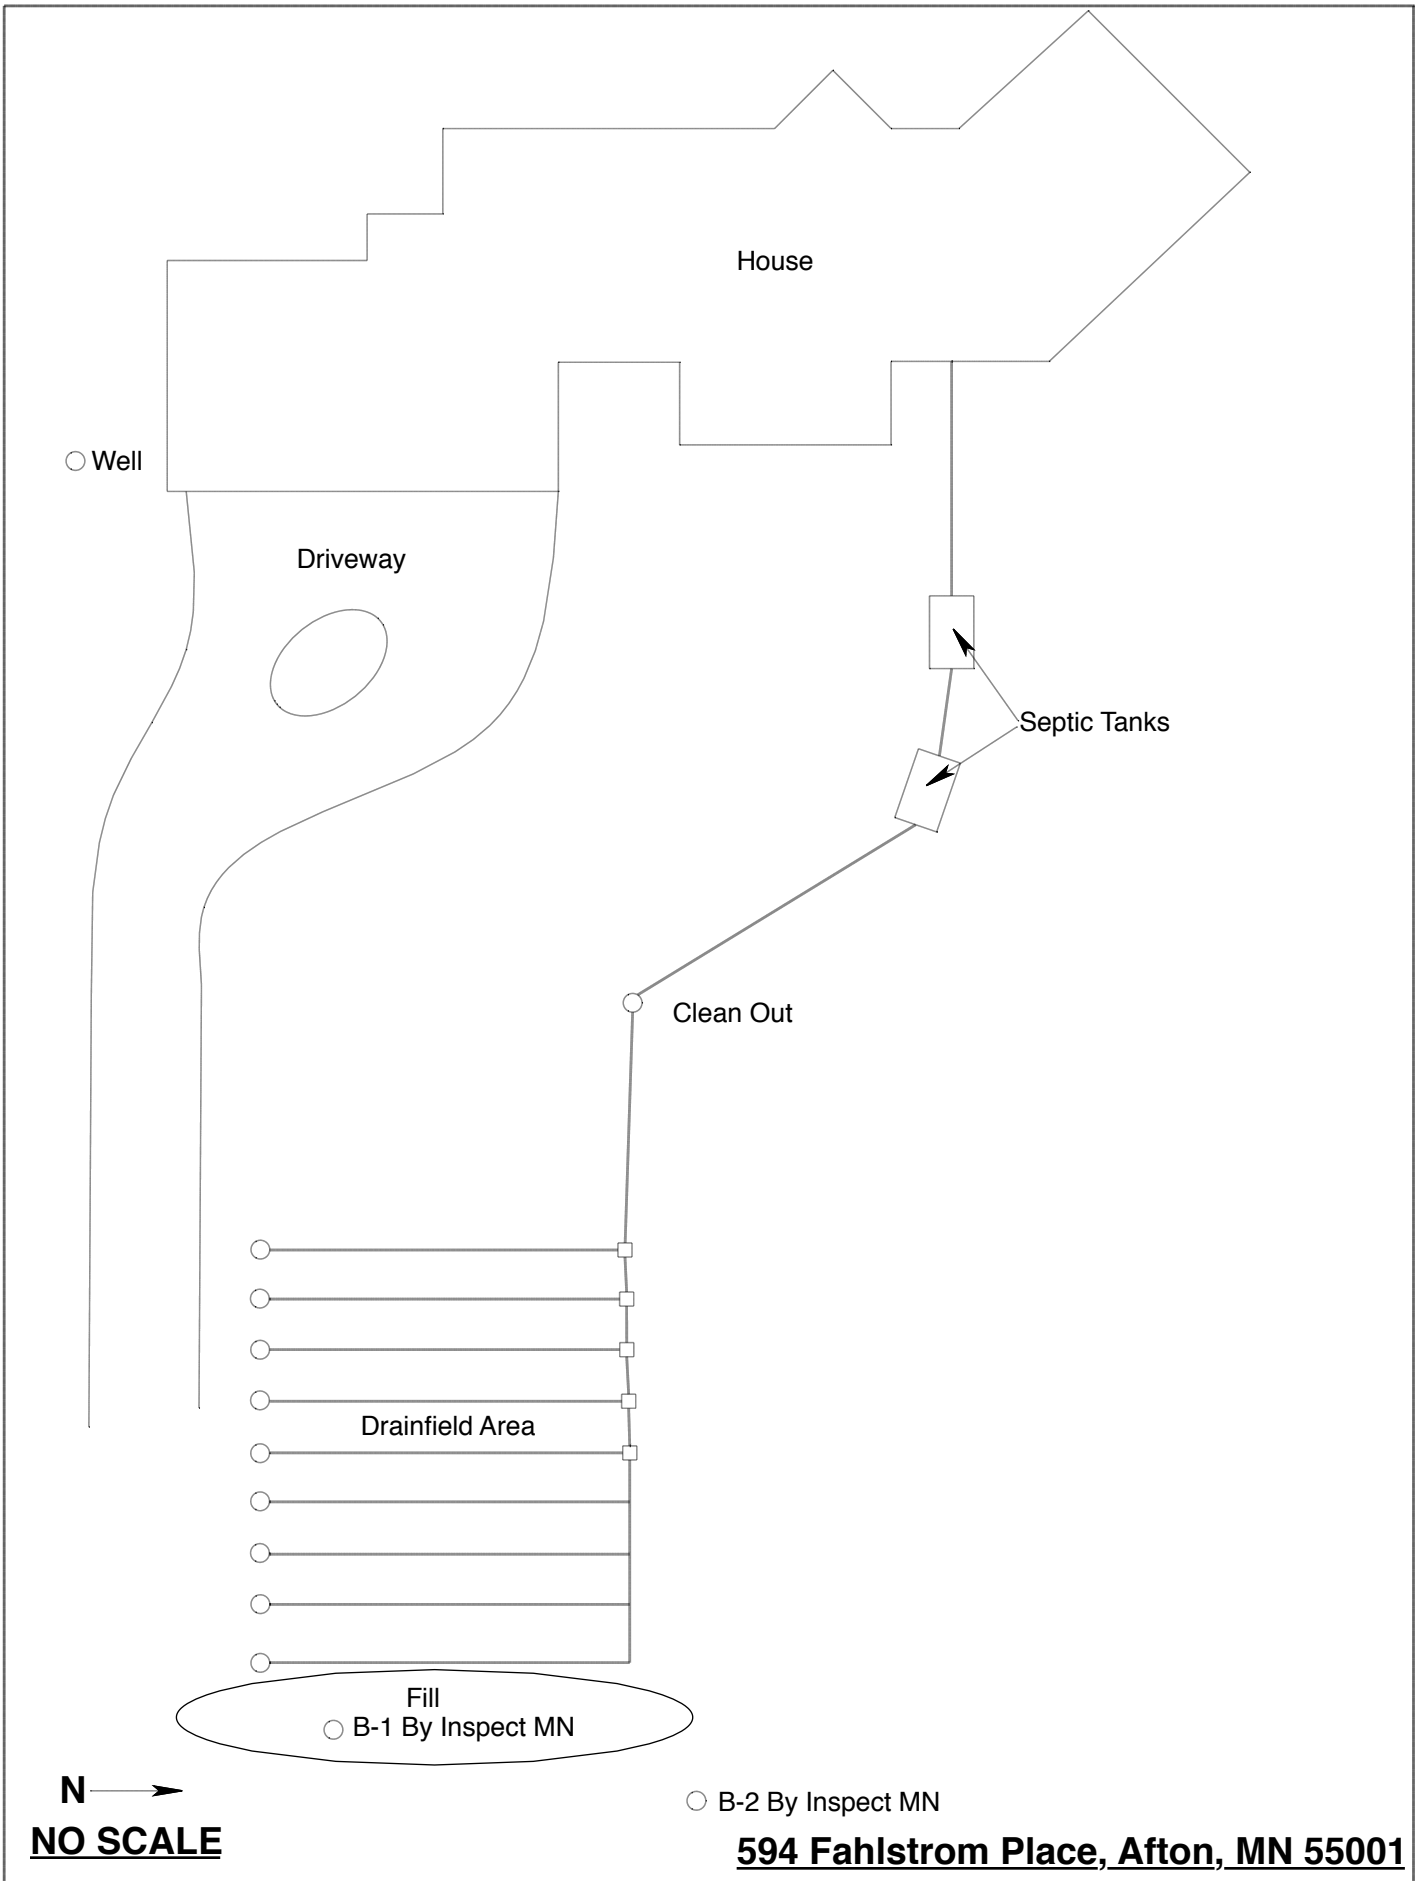 House
Well
Driveway
Septic Tanks
Clean Out
Drainfield Area
Fill
B-1 By Inspect MN
N
B-2 By Inspect MN
NO SCALE
594 Fahlstrom Place, Afton, MN 55001